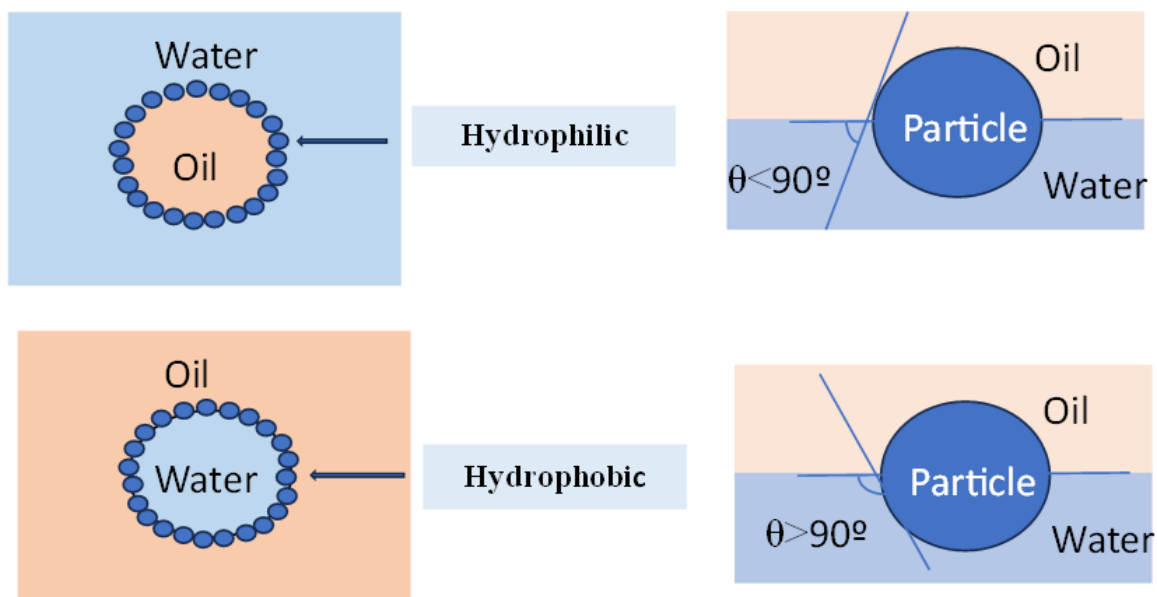 Water
Oil
Hydrophilic
Oil
Particle
θ<90º
Water
Oil
Water
Hydrophobic
Oil
Particle
θ>90º
Water